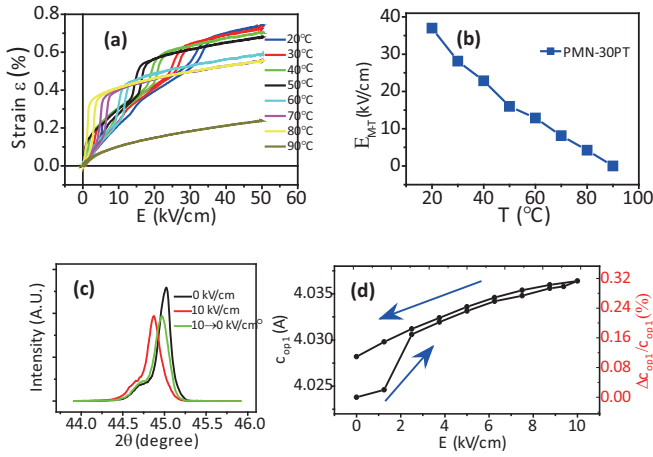 (a)
Strain ε (%)
0.8
0.6
0.4
0.2
0.0
0 10 20 30 40 50 60
E (kV/cm)
20°C
30°C
40°C
50°C
60°C
70°C
80°C
90°C
(b)
PMN-30PT
E_M-T (kV/cm)
40
30
20
10
0
20 40 60 80 100
T (°C)
(c)
Intensity (A.U.)
0 kV/cm
10 kV/cm
10→0 kV/cm
44.0 44.5 45.0 45.5 46.0
2θ (degree)
(d)
c_op1 (A)
4.035
4.030
4.025
0 2 4 6 8 10
E (kV/cm)
0.32
0.24
0.16
0.08
0.00
Δc_op1/c_op1 (%)